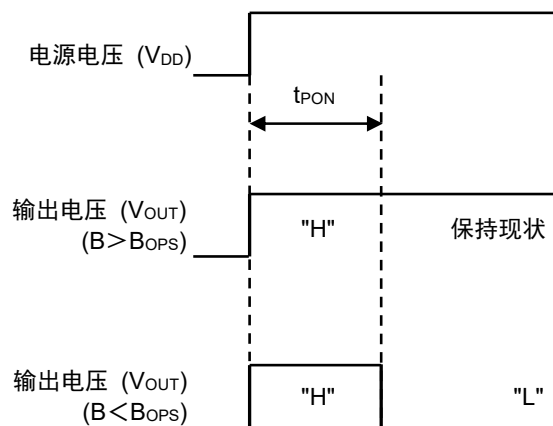 电源电压 (VDD)
tPON
输出电压 (VOUT)
(B＞BOPS)
"H"
保持现状
输出电压 (VOUT)
(B＜BOPS)
"H"
"L"